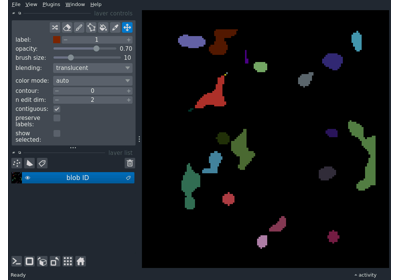 File View Plugins Window Help
layer controls
label: 1
opacity: 0.70
brush size: 10
blending: translucent
color mode: auto
contour: 0
n edit dim: 2
contiguous:
preserve
labels:
show
selected:
layer list
blob ID
Ready
activity